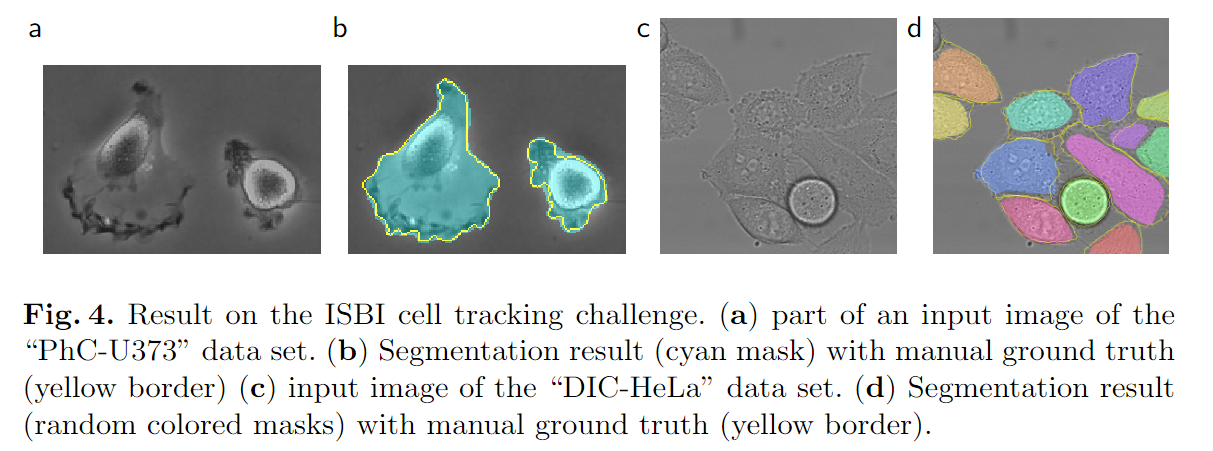 a b c d
Fig. 4. Result on the ISBI cell tracking challenge. (a) part of an input image of the
“PhC-U373” data set. (b) Segmentation result (cyan mask) with manual ground truth
(yellow border) (c) input image of the “DIC-HeLa” data set. (d) Segmentation result
(random colored masks) with manual ground truth (yellow border).